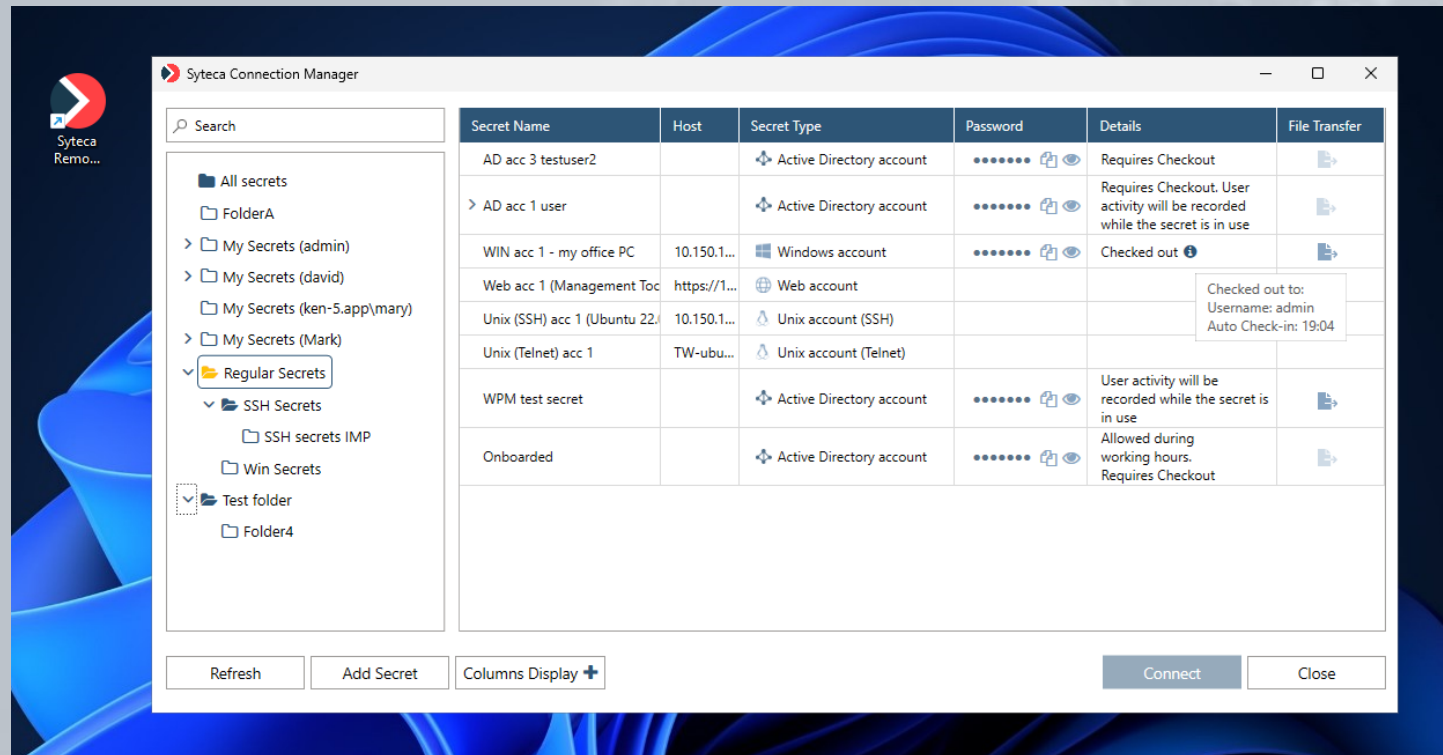 Syteca
Remo...
Syteca Connection Manager
Search
All secrets
FolderA
My Secrets (admin)
My Secrets (david)
My Secrets (ken-5.app\mary)
My Secrets (Mark)
Regular Secrets
SSH Secrets
SSH secrets IMP
Win Secrets
Test folder
Folder4
Secret Name Host Secret Type Password Details File Transfer
AD acc 3 testuser2 Active Directory account ••••••• Requires Checkout
AD acc 1 user Active Directory account ••••••• Requires Checkout. User
activity will be recorded
while the secret is in use
WIN acc 1 - my office PC 10.150.1... Windows account ••••••• Checked out
Web acc 1 (Management Toc https://1... Web account
Unix (SSH) acc 1 (Ubuntu 22. 10.150.1... Unix account (SSH)
Unix (Telnet) acc 1 TW-ubu... Unix account (Telnet)
Checked out to:
Username: admin
Auto Check-in: 19:04
WPM test secret Active Directory account ••••••• User activity will be
recorded while the secret is
in use
Onboarded Active Directory account ••••••• Allowed during
working hours.
Requires Checkout
Refresh Add Secret Columns Display + Connect Close